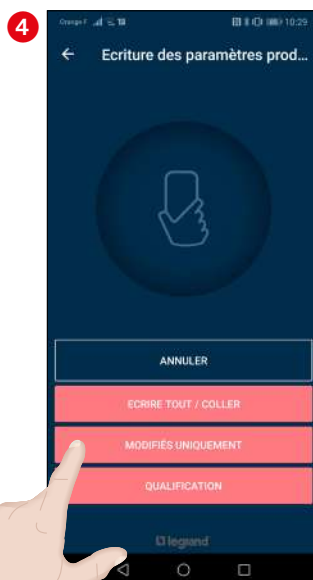 4
Orange F
10:29
Ecriture des paramètres prod...
ANNULER
ECRIRE TOUT / COLLER
MODIFIÉS UNIQUEMENT
QUALIFICATION
legrand